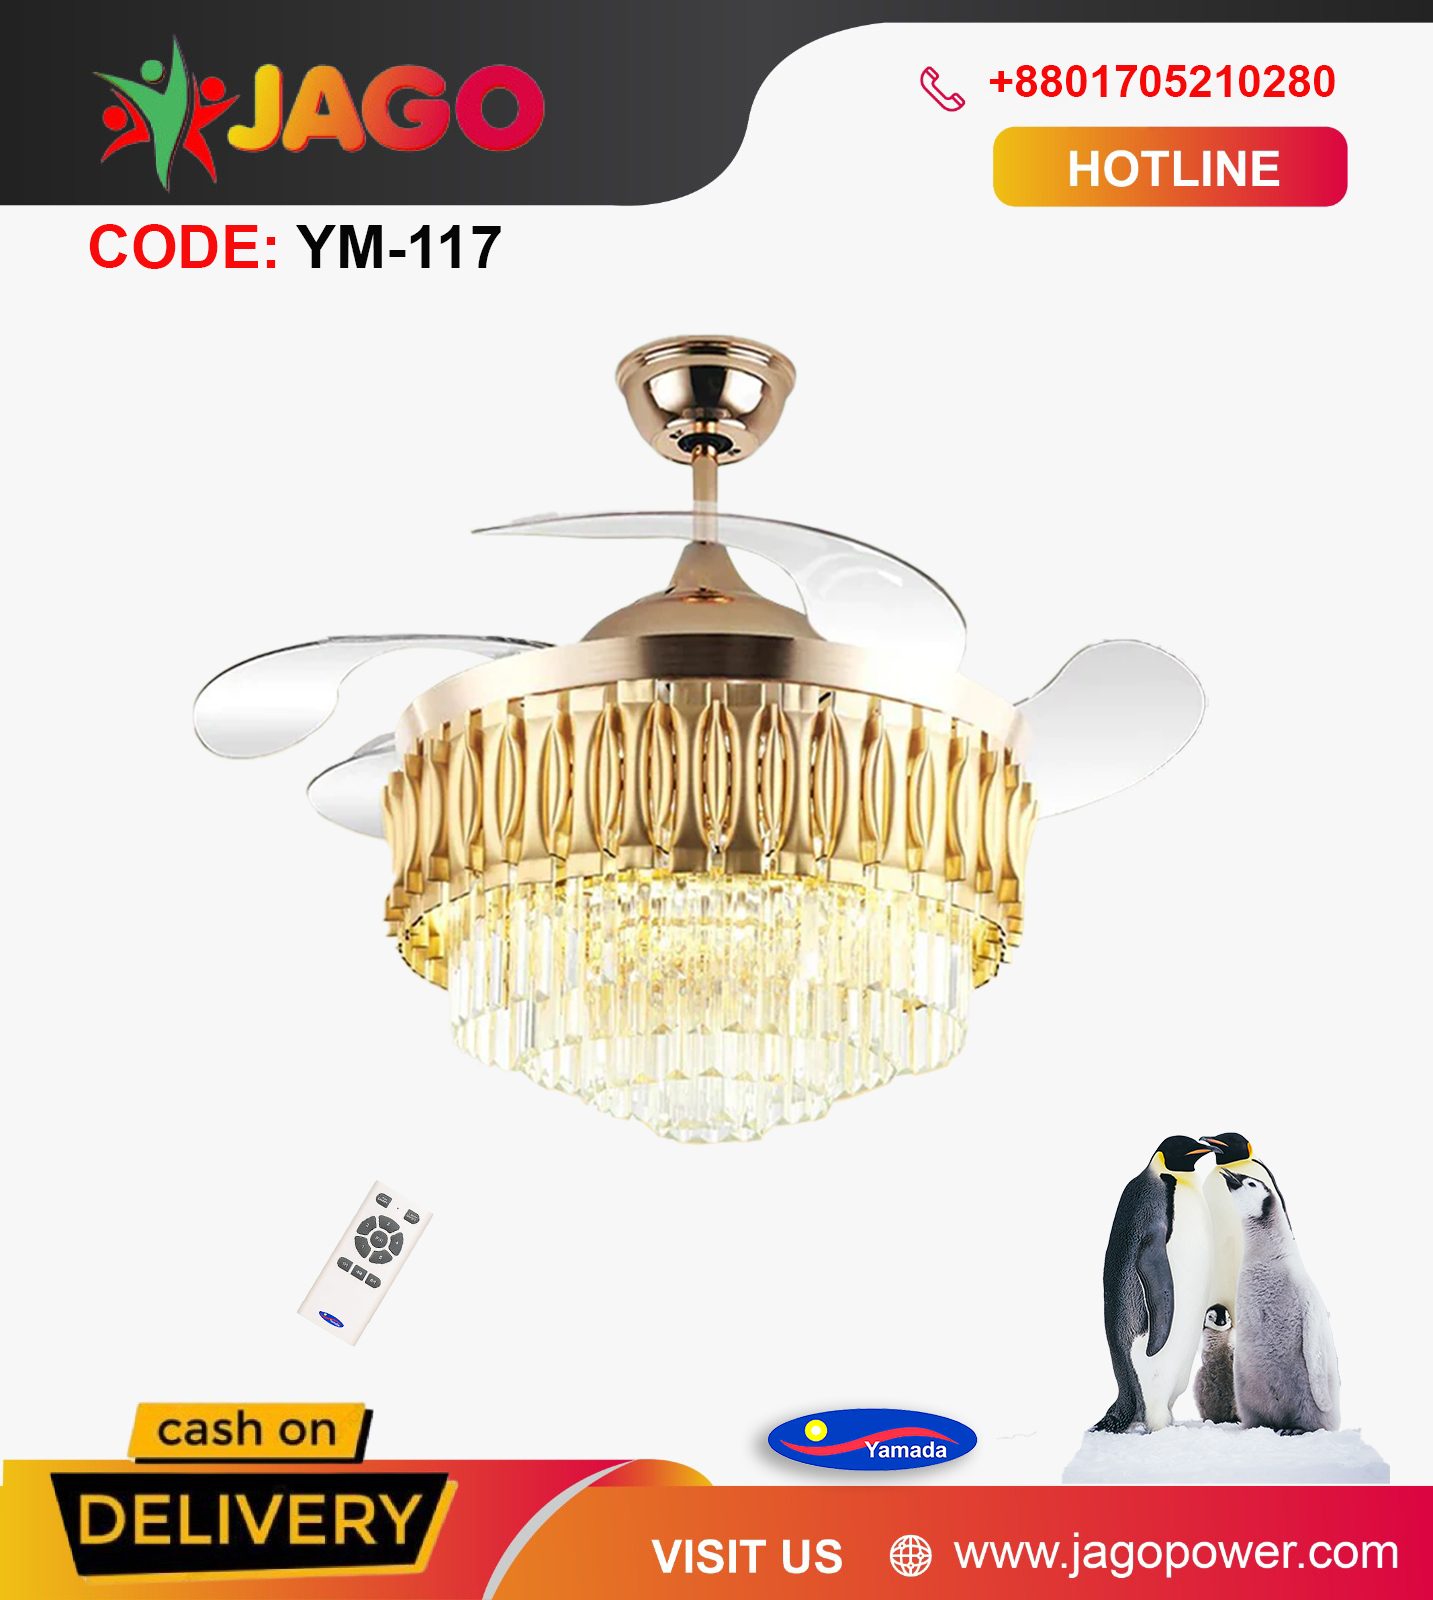 JAGO
+8801705210280
HOTLINE
CODE: YM-117
cash on
DELIVERY
Yamada
VISIT US
www.jagopower.com